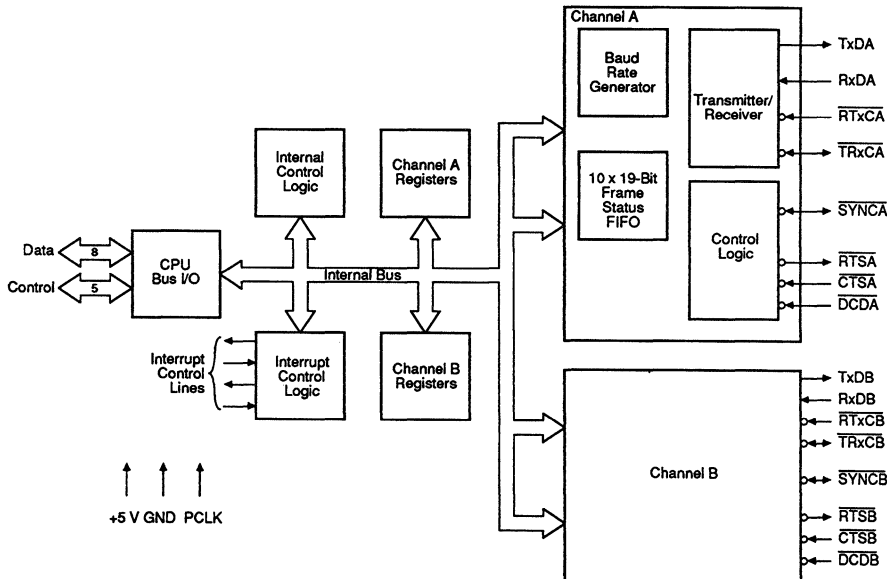 Channel A
Baud
Rate
Generator
Transmitter/
Receiver
10 x 19-Bit
Frame
Status
FIFO
Control
Logic
TxDA
RxDA
RTxCA
TRxCA
SYNCA
RTSA
CTSA
DCDA
Internal
Control
Logic
Channel A
Registers
Data
8
Control
5
CPU
Bus I/O
Internal Bus
Interrupt
Control
Lines
Interrupt
Control
Logic
Channel B
Registers
+5 V GND PCLK
Channel B
TxDB
RxDB
RTxCB
TRxCB
SYNCB
RTSB
CTSB
DCDB